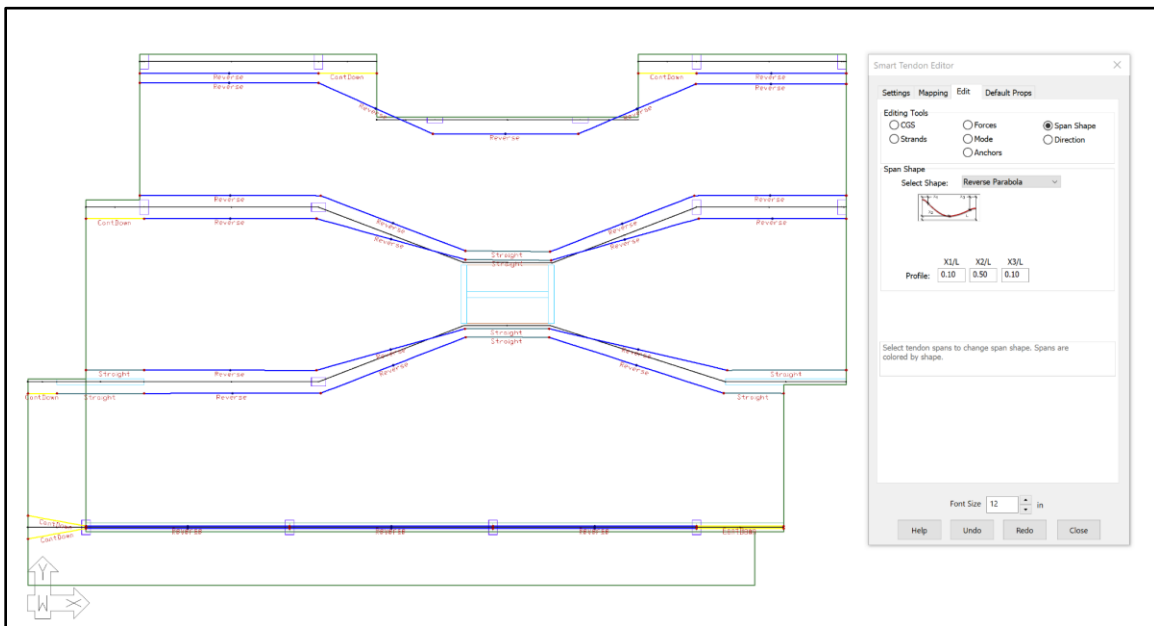 Reverse
ContDown
ContDown
Reverse
Reverse
Reverse
Reverse
Reverse
Reverse
Reverse
Reverse
Reverse
Reverse
ContDown
Reverse
Reverse
Reverse
Reverse
Straight
Straight
Straight
Straight
Reverse
Reverse
Straight
Straight
Reverse
Reverse
ContDown
Straight
Reverse
Straight
ContDown
ContDown
Reverse
Reverse
Reverse
ContDown
Y
W
X
Smart Tendon Editor
Settings Mapping Edit Default Props
Editing Tools
CGS Forces Span Shape
Strands Mode Direction
Anchors
Span Shape
Select Shape: Reverse Parabola
X1/L X2/L X3/L
Profile: 0.10 0.50 0.10
Select tendon spans to change span shape. Spans are
colored by shape.
Font Size 12 in
Help Undo Redo Close